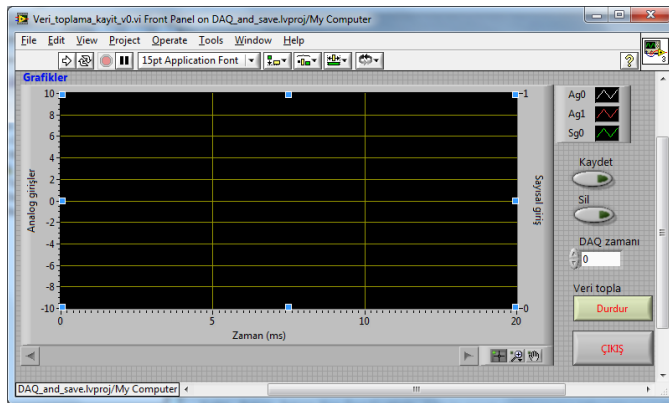 Veri_toplama_kayit_v0.vi Front Panel on DAQ_and_save.lvproj/My Computer
File Edit View Project Operate Tools Window Help
15pt Application Font
3
Grafikler
10
8
6
4
2
0
-2
-4
-6
-8
-10
Analog girişler
0
5
10
20
Zaman (ms)
1
0
Sayısal giriş
Ag0
Ag1
Sg0
Kaydet
Sil
DAQ zamanı
0
Veri topla
Durdur
ÇIKIŞ
DAQ_and_save.lvproj/My Computer